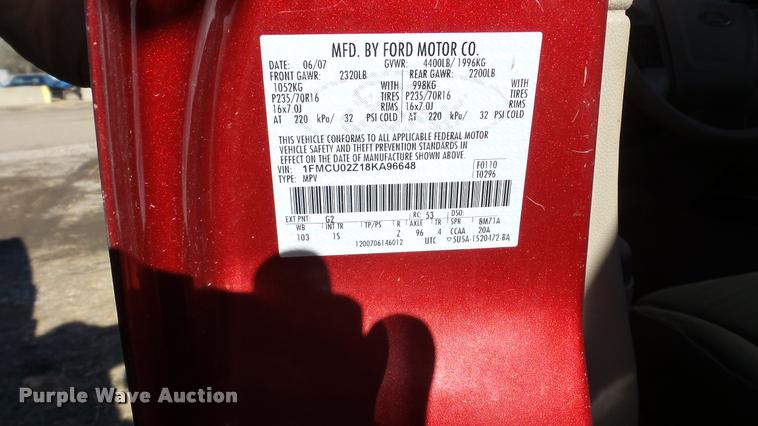 MFD. BY FORD MOTOR CO.
DATE: 06/07 GVWR: 4400LB/ 1996KG
FRONT GAWR: 2320LB REAR GAWR: 2200LB
1052KG WITH 998KG WITH
P235/70R16 TIRES P235/70R16 TIRES
16x7.0J RIMS 16x7.0J RIMS
AT 220 kPa/ 32 PSI COLD AT 220 kPa/ 32 PSI COLD
THIS VEHICLE CONFORMS TO ALL APPLICABLE FEDERAL MOTOR
VEHICLE SAFETY AND THEFT PREVENTION STANDARDS IN
EFFECT ON THE DATE OF MANUFACTURE SHOWN ABOVE.
VIN: 1FMCU02Z18KA96648 F0110
TYPE: MPV T0296
EXT PNT: G2 RC: 53 DSO:
WB INT TR TP/PS R AXLE TR SPR 8M71A
103 1S Z 96 4 CCAA 20A
1200706146012 UTC ▽5U5A-1520472-BA
Purple Wave Auction